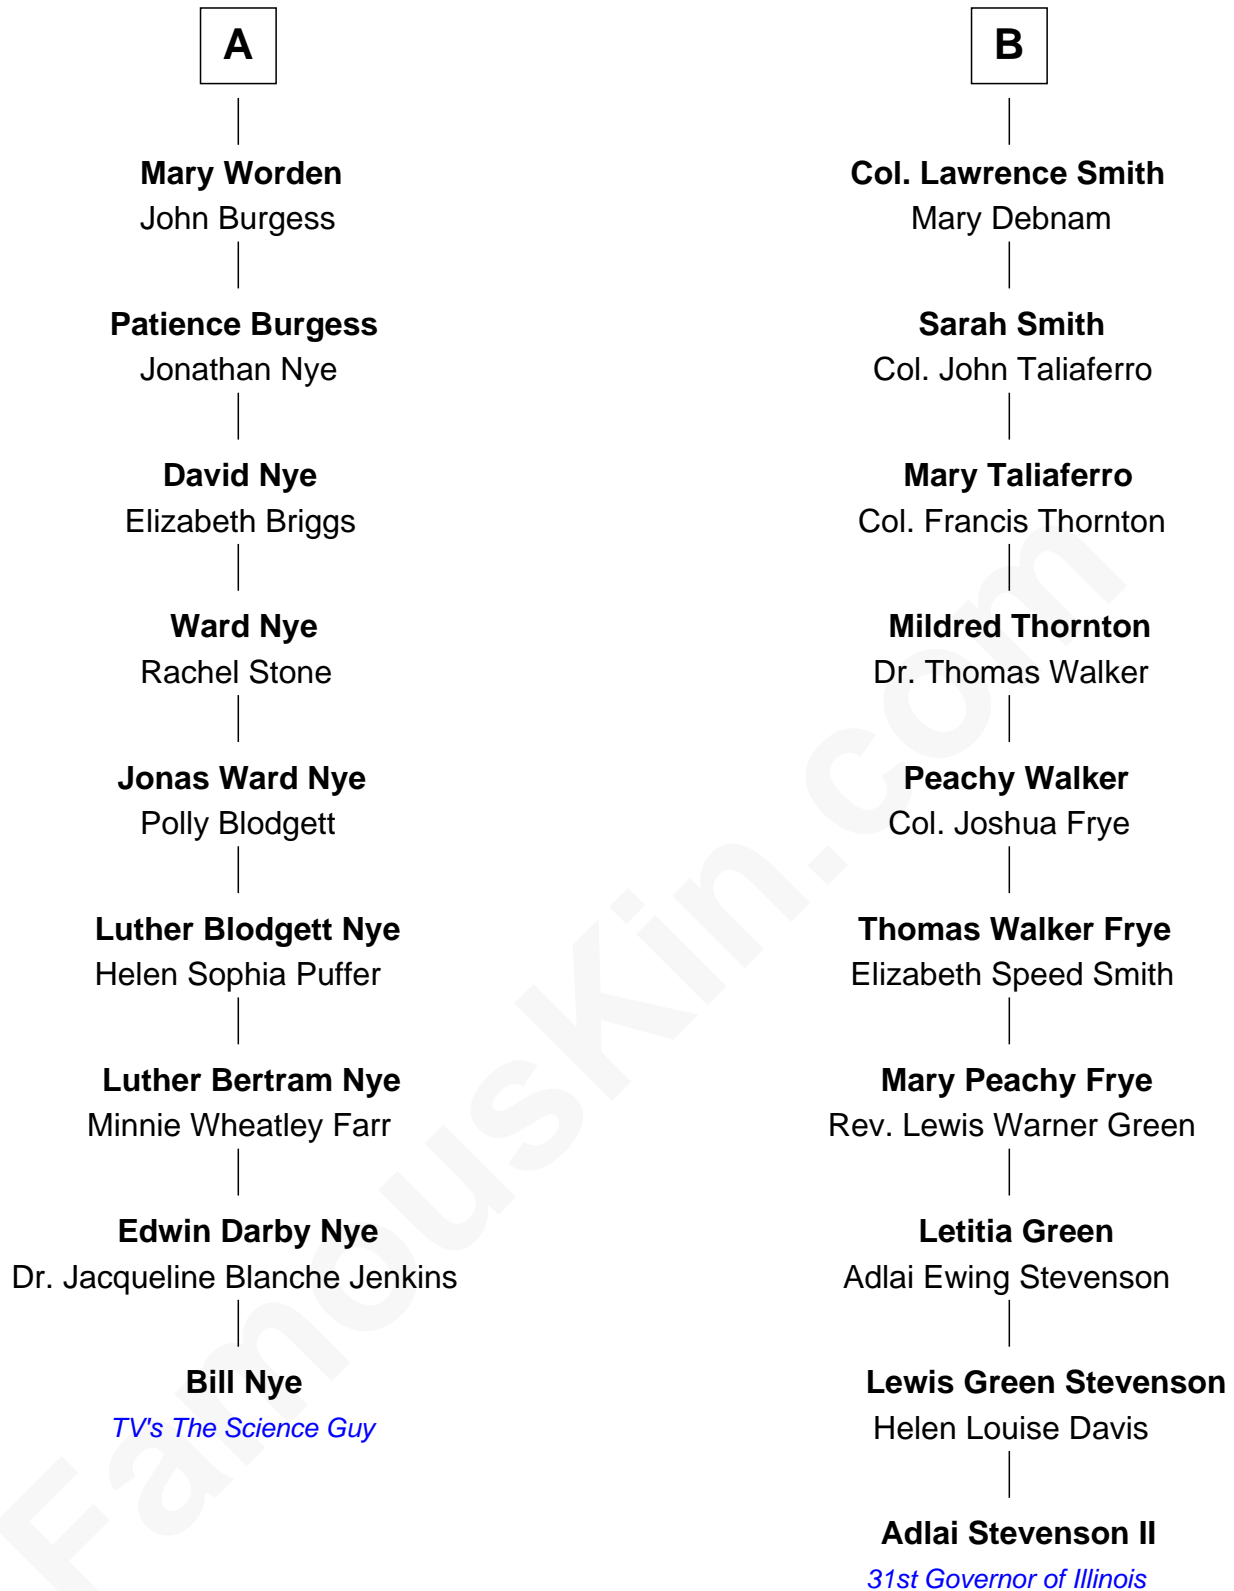 A
Mary Worden
John Burgess
Patience Burgess
Jonathan Nye
David Nye
Elizabeth Briggs
Ward Nye
Rachel Stone
Jonas Ward Nye
Polly Blodgett
Luther Blodgett Nye
Helen Sophia Puffer
Luther Bertram Nye
Minnie Wheatley Farr
Edwin Darby Nye
Dr. Jacqueline Blanche Jenkins
Bill Nye
TV's The Science Guy
B
Col. Lawrence Smith
Mary Debnam
Sarah Smith
Col. John Taliaferro
Mary Taliaferro
Col. Francis Thornton
Mildred Thornton
Dr. Thomas Walker
Peachy Walker
Col. Joshua Frye
Thomas Walker Frye
Elizabeth Speed Smith
Mary Peachy Frye
Rev. Lewis Warner Green
Letitia Green
Adlai Ewing Stevenson
Lewis Green Stevenson
Helen Louise Davis
Adlai Stevenson II
31st Governor of Illinois
FamousKin.com